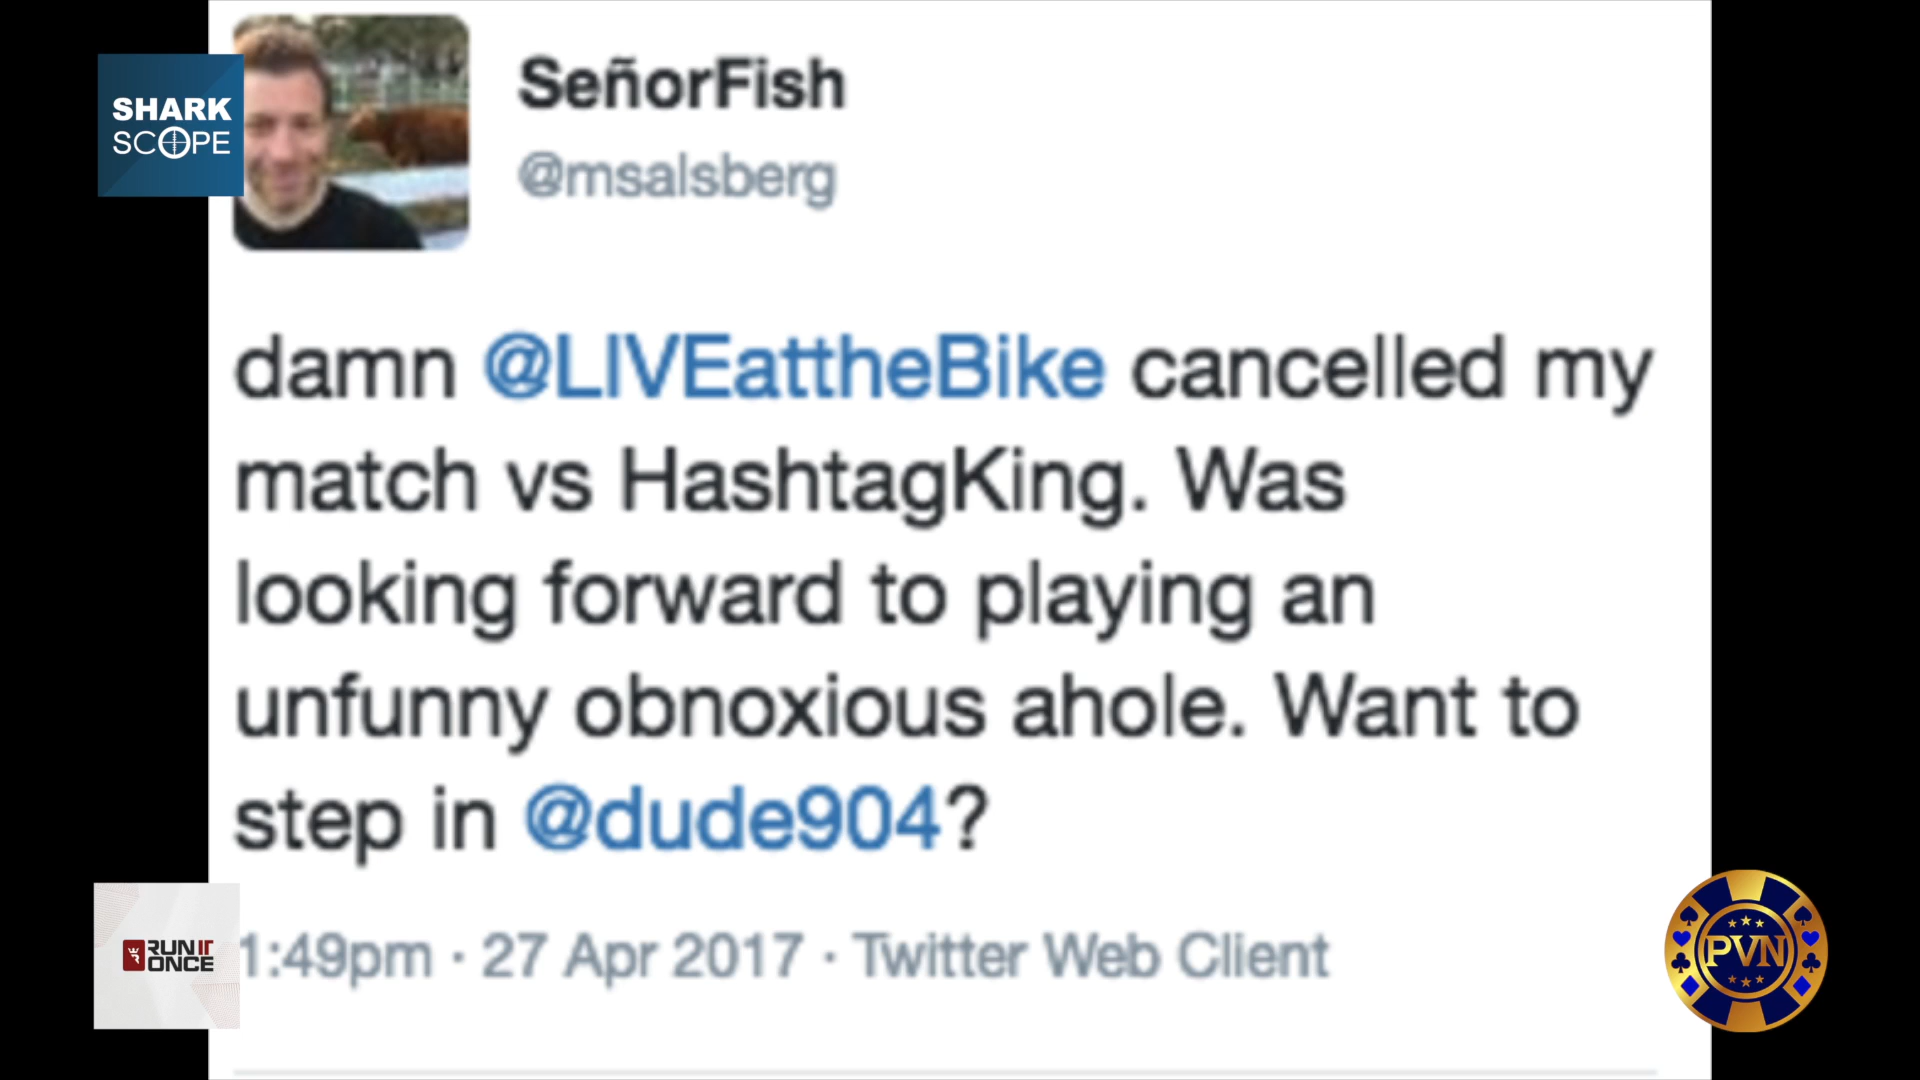 SHARK
SCOPE
SeñorFish
@msalsberg
damn @LIVEattheBike cancelled my
match vs HashtagKing. Was
looking forward to playing an
unfunny obnoxious ahole. Want to
step in @dude904?
RUN IT
ONCE
1:49pm · 27 Apr 2017 · Twitter Web Client
PVN